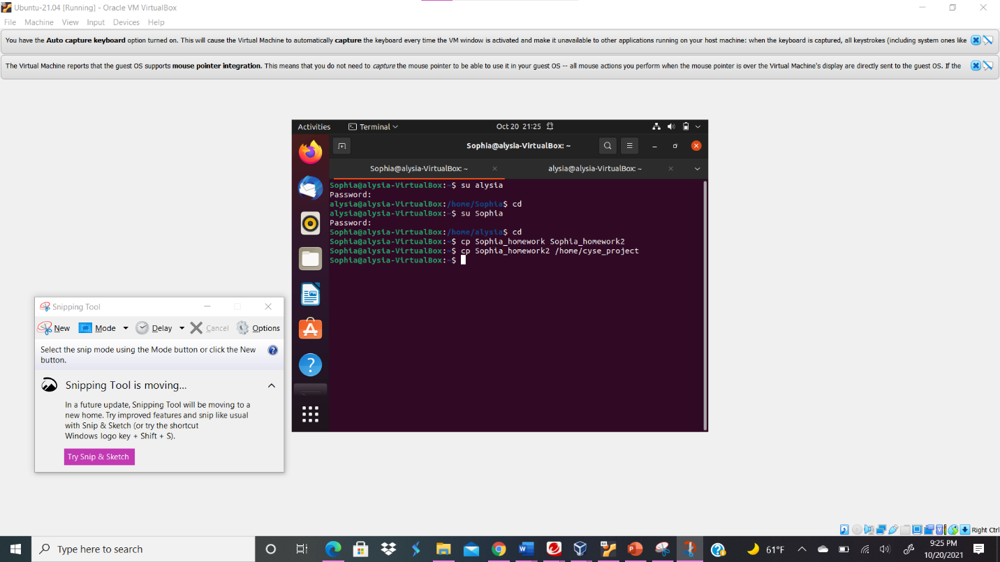 Ubuntu-21.04 [Running] - Oracle VM VirtualBox
File Machine View Input Devices Help
You have the Auto capture keyboard option turned on. This will cause the Virtual Machine to automatically capture the keyboard every time the VM window is activated and make it unavailable to other applications running on your host machine: when the keyboard is captured, all keystrokes (including system ones like
The Virtual Machine reports that the guest OS supports mouse pointer integration. This means that you do not need to capture the mouse pointer to be able to use it in your guest OS -- all mouse actions you perform when the mouse pointer is over the Virtual Machine's display are directly sent to the guest OS. If the
Activities Terminal Oct 20 21:25
Sophia@alysia-VirtualBox: ~
Sophia@alysia-VirtualBox: ~ alysia@alysia-VirtualBox: ~
Sophia@alysia-VirtualBox:~$ su alysia
Password:
alysia@alysia-VirtualBox:/home/Sophia$ cd
alysia@alysia-VirtualBox:~$ su Sophia
Password:
Sophia@alysia-VirtualBox:/home/alysia$ cd
Sophia@alysia-VirtualBox:~$ cp Sophia_homework Sophia_homework2
Sophia@alysia-VirtualBox:~$ cp Sophia_homework2 /home/cyse_project
Sophia@alysia-VirtualBox:~$
Snipping Tool
New Mode Delay Cancel Options
Select the snip mode using the Mode button or click the New
button.
Snipping Tool is moving...
In a future update, Snipping Tool will be moving to a
new home. Try improved features and snip like usual
with Snip & Sketch (or try the shortcut
Windows logo key + Shift + S).
Try Snip & Sketch
Right Ctrl
Type here to search
61°F
9:25 PM
10/20/2021